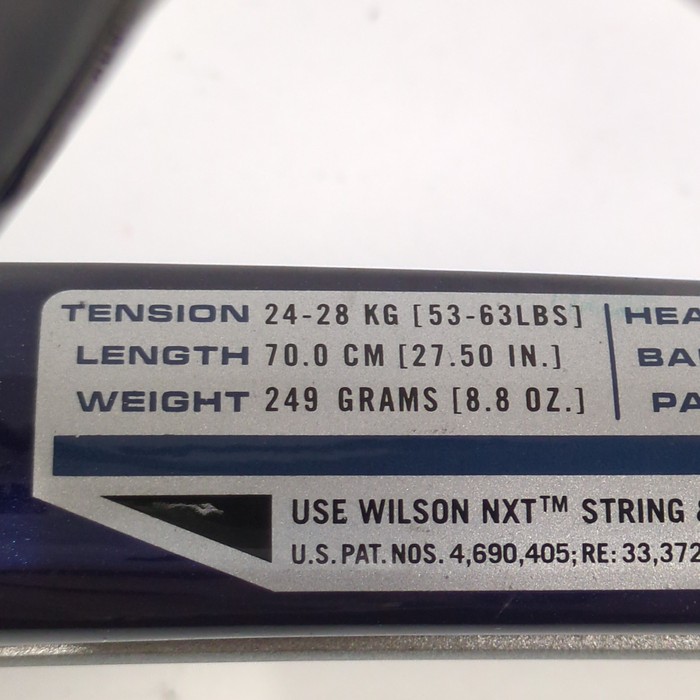 TENSION 24-28 KG [53-63LBS]
LENGTH 70.0 CM [27.50 IN.]
WEIGHT 249 GRAMS [8.8 OZ.]
USE WILSON NXT™ STRING &
U.S. PAT. NOS. 4,690,405; RE: 33,372